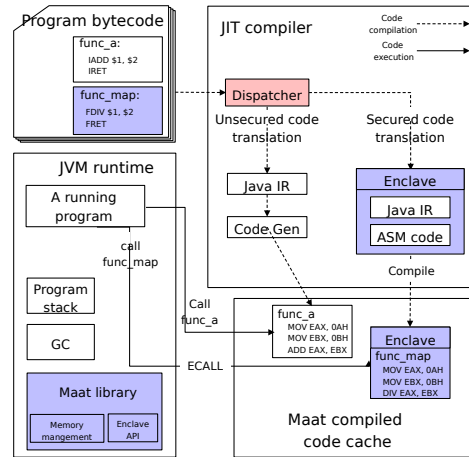 Program bytecode
func_a:
IADD $1, $2
IRET
func_map:
FDIV $1, $2
FRET
JIT compiler
Code
compilation
Code
execution
Dispatcher
Unsecured code
translation
Secured code
translation
Java IR
Code Gen
Enclave
Java IR
ASM code
Compile
JVM runtime
A running
program
call
func_map
Program
stack
GC
Call
func_a
ECALL
Maat library
Memory
mangement
Enclave
API
func_a
MOV EAX, 0AH
MOV EBX, 0BH
ADD EAX, EBX
Enclave
func_map
MOV EAX, 0AH
MOV EBX, 0BH
DIV EAX, EBX
Maat compiled
code cache